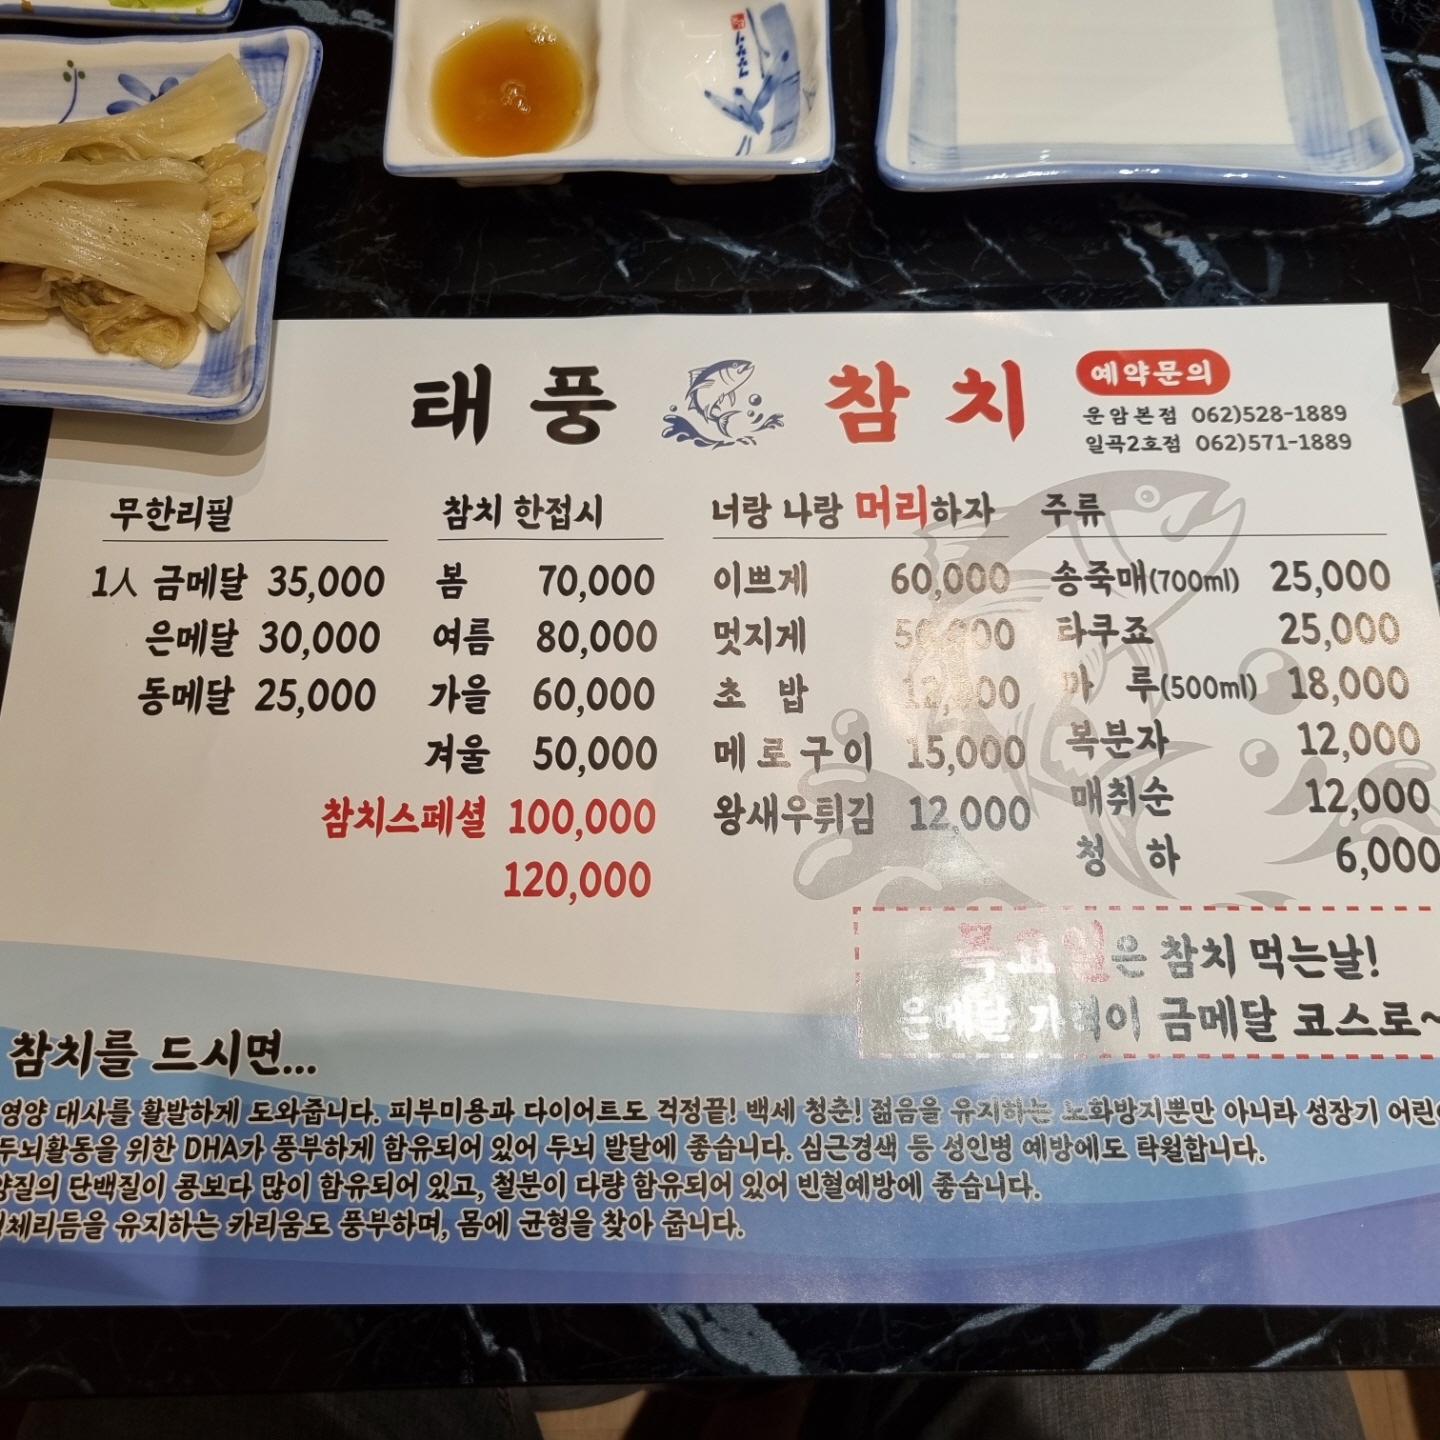 태풍 참치
예약문의
운암본점 062)528-1889
일곡2호점 062)571-1889
무한리필
1人 금메달 35,000
은메달 30,000
동메달 25,000
참치 한접시
봄 70,000
여름 80,000
가을 60,000
겨울 50,000
참치스페셜 100,000
120,000
너랑 나랑 머리하자
이쁘게 60,000
멋지게 50,000
초 밥 12,000
메로구이 15,000
왕새우튀김 12,000
주류
송죽매(700ml) 25,000
타쿠죠 25,000
마 루(500ml) 18,000
복분자 12,000
매취순 12,000
청 하 6,000
목요일은 참치 먹는날!
은메달 가격이 금메달 코스로~
참치를 드시면...
영양 대사를 활발하게 도와줍니다. 피부미용과 다이어트도 걱정끝! 백세 청춘! 젊음을 유지하는 노화방지뿐만 아니라 성장기
두뇌활동을 위한 DHA가 풍부하게 함유되어 있어 두뇌 발달에 좋습니다. 심근경색 등 성인병 예방에도 탁월합니다.
단백질이 콩보다 많이 함유되어 있고, 철분이 다량 함유되어 있어 빈혈예방에 좋습니다.
유지하는 카리움도 풍부하며, 몸에 균형을 찾아 줍니다.